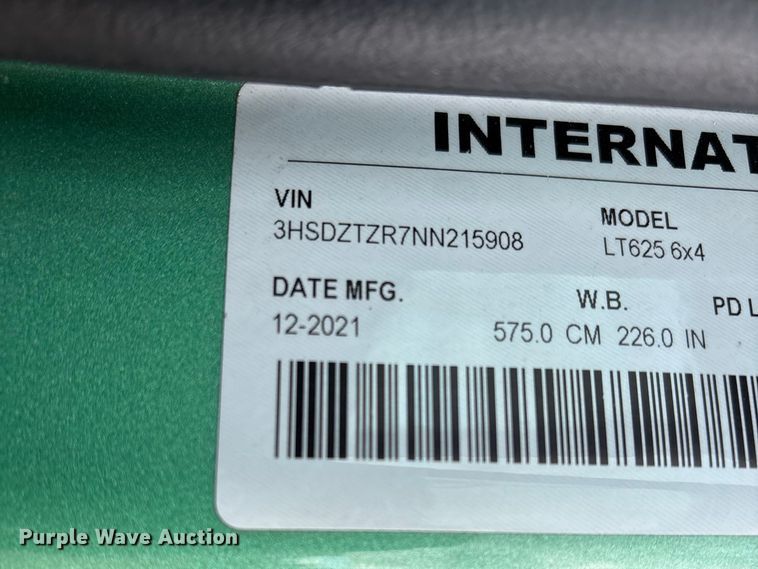 INTERNAT
VIN
3HSDZTZR7NN215908
MODEL
LT625 6x4
DATE MFG.
12-2021
W.B.
575.0 CM 226.0 IN
PD L
Purple Wave Auction